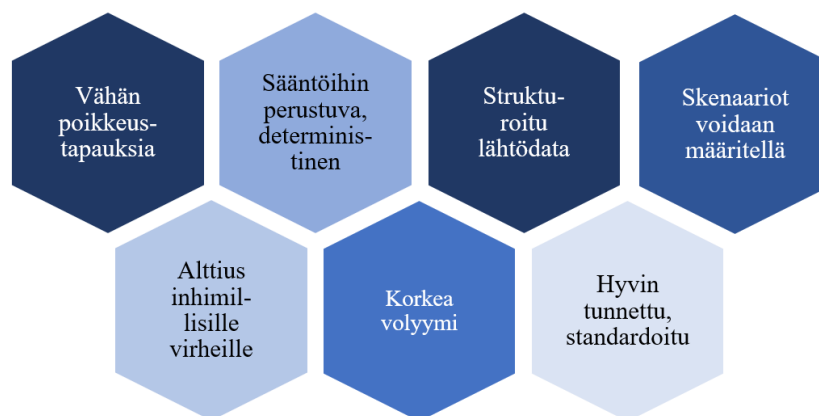 Vähän
poikkeus-
tapauksia
Sääntöihin
perustuva,
determinis-
tinen
Struktu-
roitu
lähtödata
Skenaariot
voidaan
määritellä
Alttius
inhimil-
lisille
virheille
Korkea
volyymi
Hyvin
tunnettu,
standardoitu